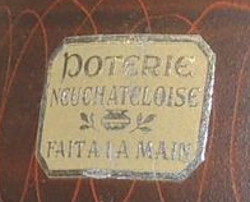 POTERIE
NEUCHATELOISE
FAIT A LA MAIN